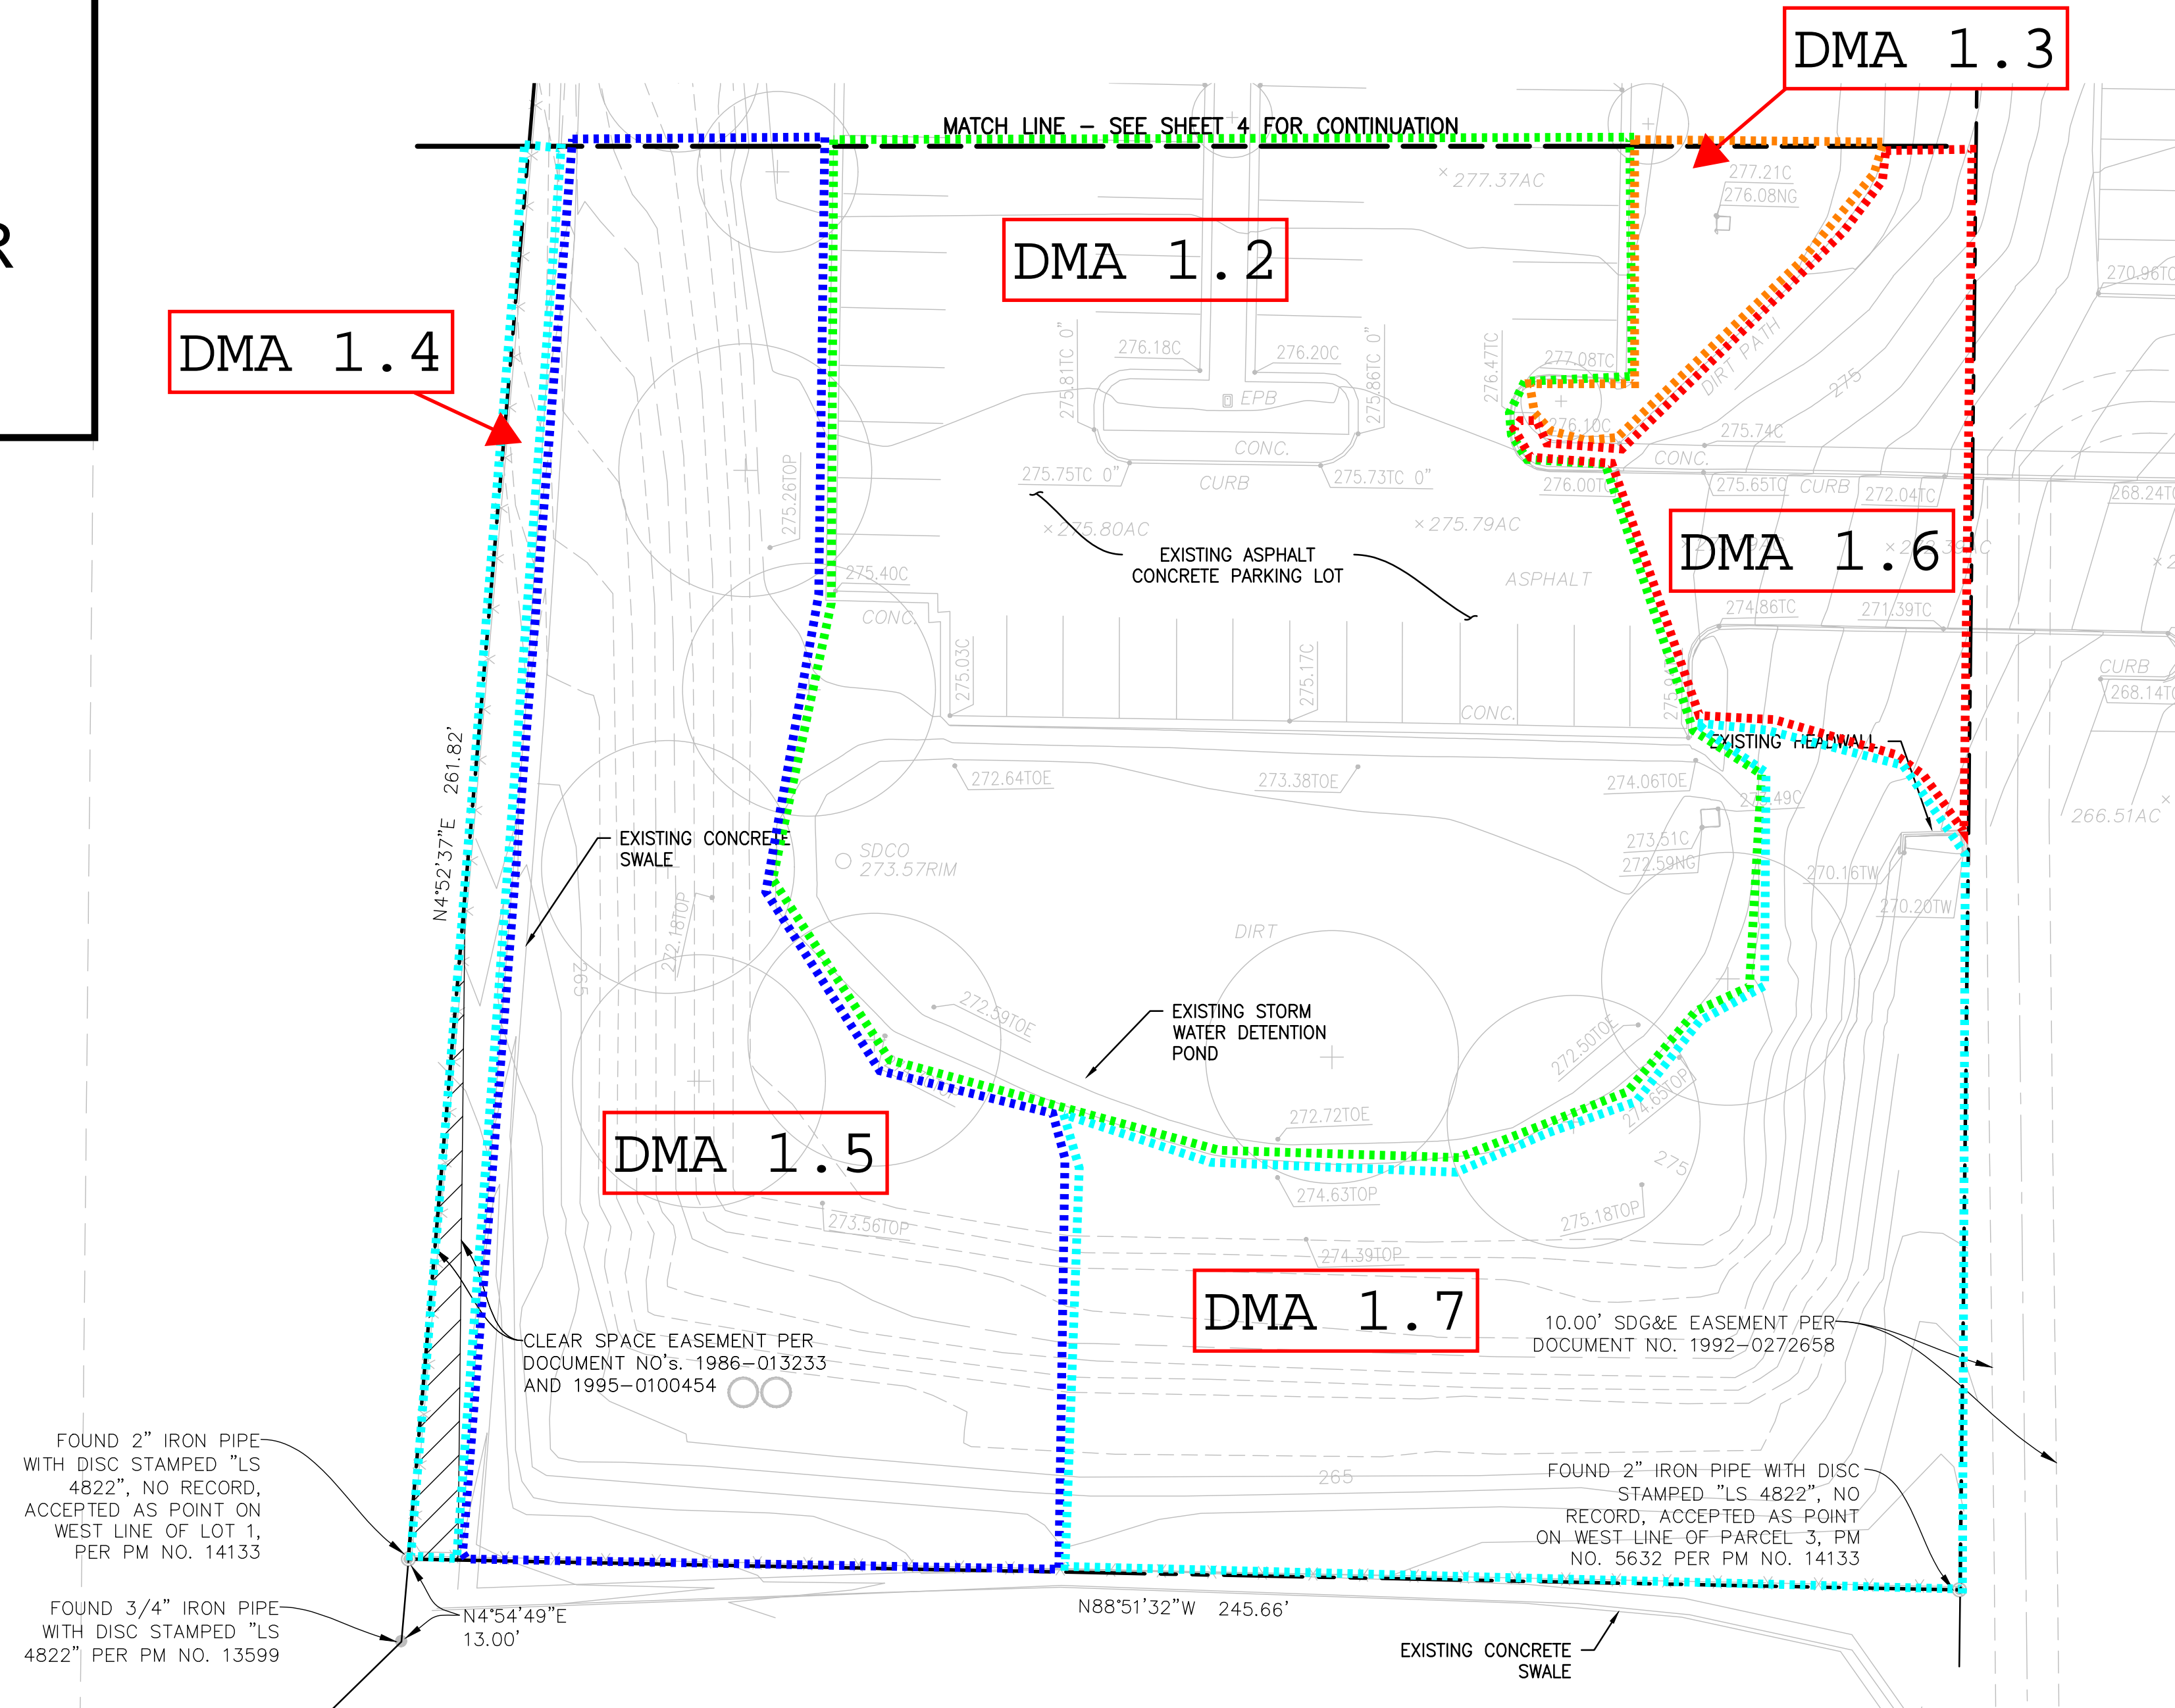 R
DMA 1.3
MATCH LINE – SEE SHEET 4 FOR CONTINUATION
×277.37AC
277.21C
276.08NG
DMA 1.2
270.96TC
DMA 1.4
275.81TC 0"
276.18C
276.20C
275.86TC 0"
276.47TC
277.08TC
DIRT PATH
275
EPB
276.10C
275.74C
CONC.
CONC.
275.26TOP
275.75TC 0"
CURB
275.73TC 0"
276.00TC
275.65TC
CURB
272.04TC
268.24TC
×275.80AC
×275.79AC
DMA 1.6
EXISTING ASPHALT
CONCRETE PARKING LOT
ASPHALT
275.40C
CONC.
274.86TC
271.39TC
275.03C
275.17C
CONC.
CURB
268.14TC
EXISTING HEADWALL
N4°52'37"E 261.82'
272.64TOE
273.38TOE
274.06TOE
273.49C
266.51AC
EXISTING CONCRETE
SWALE
SDCO
273.57RIM
273.51C
272.59NG
270.16TW
270.20TW
272.18TOP
DIRT
265
272.59TOE
EXISTING STORM
WATER DETENTION
POND
272.50TOE
274.65TOP
272.72TOE
DMA 1.5
275
274.63TOP
273.56TOP
275.18TOP
274.39TOP
DMA 1.7
10.00' SDG&E EASEMENT PER
DOCUMENT NO. 1992–0272658
CLEAR SPACE EASEMENT PER
DOCUMENT NO's. 1986–013233
AND 1995–0100454
FOUND 2" IRON PIPE
WITH DISC STAMPED "LS
4822", NO RECORD,
ACCEPTED AS POINT ON
WEST LINE OF LOT 1,
PER PM NO. 14133
265
FOUND 2" IRON PIPE WITH DISC
STAMPED "LS 4822", NO
RECORD, ACCEPTED AS POINT
ON WEST LINE OF PARCEL 3, PM
NO. 5632 PER PM NO. 14133
FOUND 3/4" IRON PIPE
WITH DISC STAMPED "LS
4822" PER PM NO. 13599
N4°54'49"E
13.00'
N88°51'32"W 245.66'
EXISTING CONCRETE
SWALE